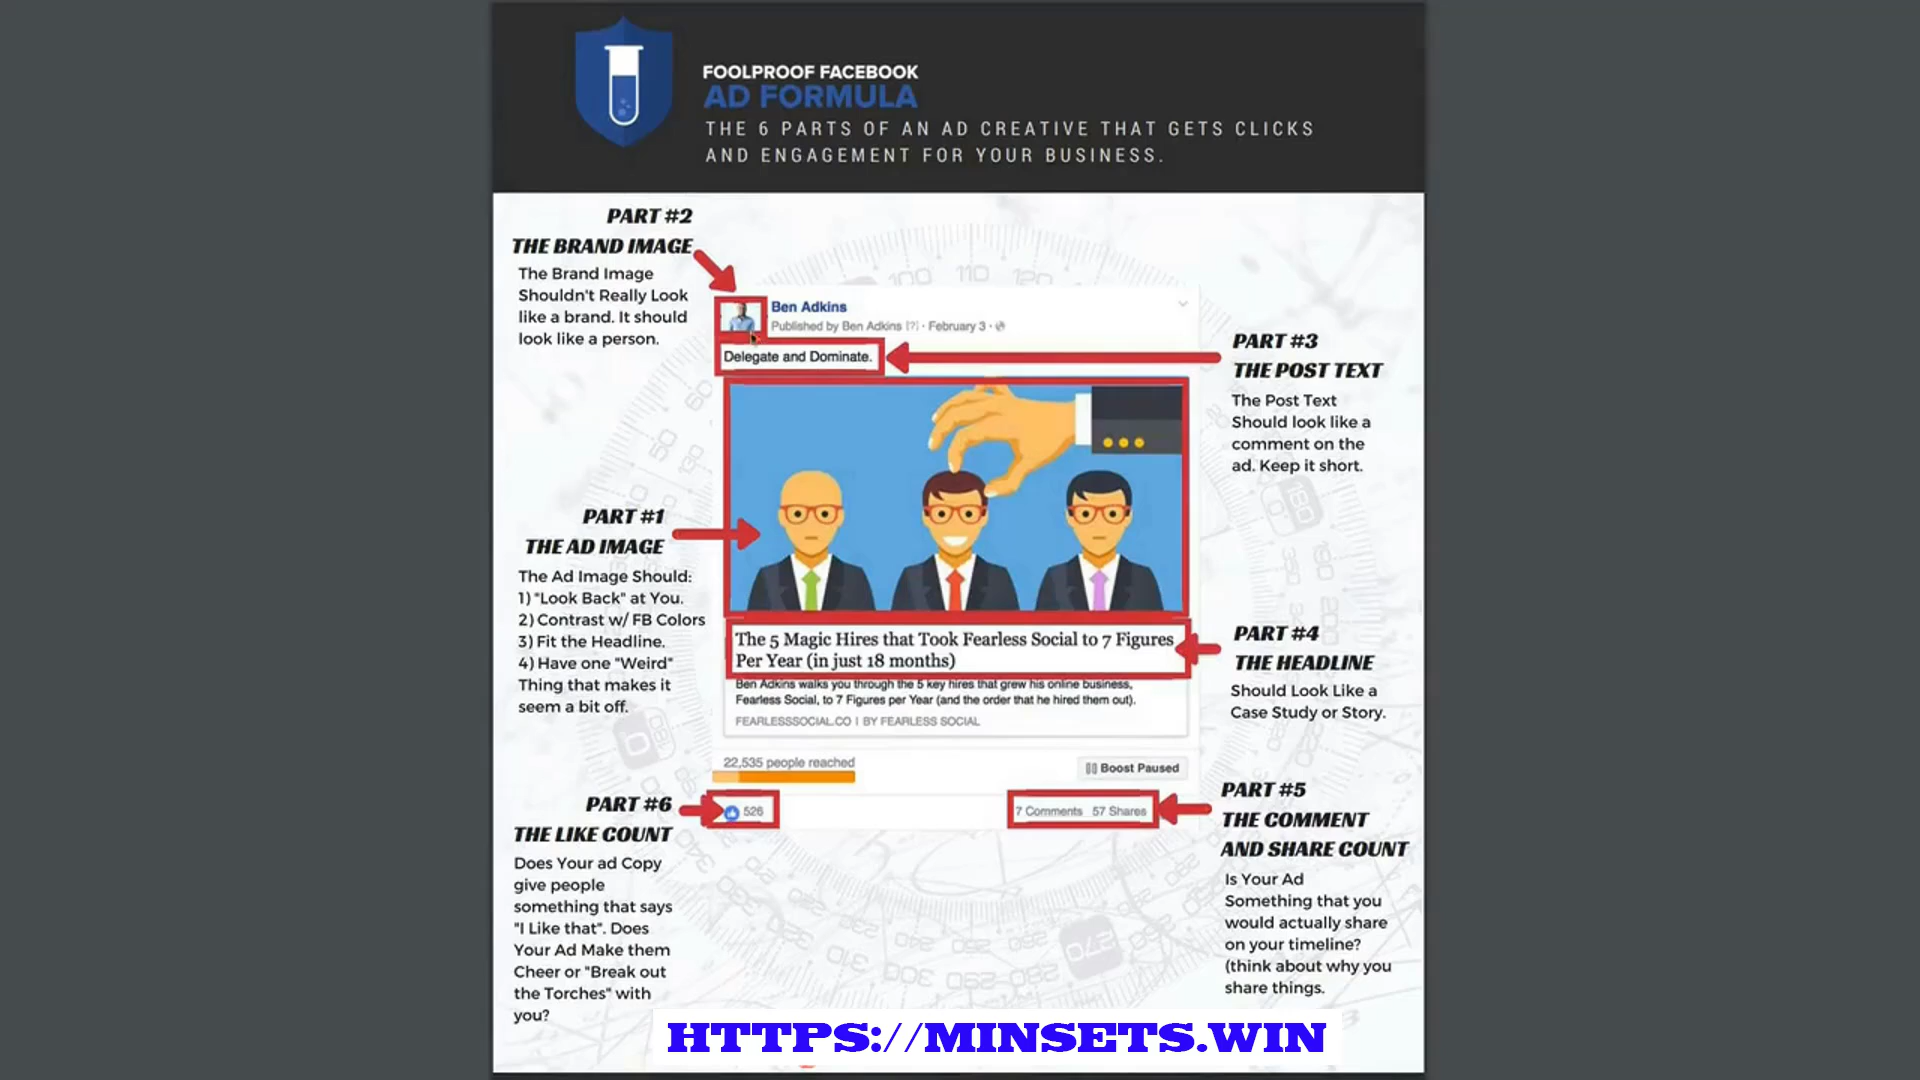 FOOLPROOF FACEBOOK
AD FORMULA
THE 6 PARTS OF AN AD CREATIVE THAT GETS CLICKS
AND ENGAGEMENT FOR YOUR BUSINESS.
PART #2
THE BRAND IMAGE
The Brand Image
Shouldn't Really Look
like a brand. It should
look like a person.
Ben Adkins
Published by Ben Adkins [?] · February 3 ·
Delegate and Dominate.
PART #3
THE POST TEXT
The Post Text
Should look like a
comment on the
ad. Keep it short.
PART #1
THE AD IMAGE
The Ad Image Should:
1) "Look Back" at You.
2) Contrast w/ FB Colors
3) Fit the Headline.
4) Have one "Weird"
Thing that makes it
seem a bit off.
The 5 Magic Hires that Took Fearless Social to 7 Figures
Per Year (in just 18 months)
Ben Adkins walks you through the 5 key hires that grew his online business,
Fearless Social, to 7 Figures per Year (and the order that he hired them out).
FEARLESSSOCIAL.CO | BY FEARLESS SOCIAL
PART #4
THE HEADLINE
Should Look Like a
Case Study or Story.
22,535 people reached
Boost Paused
526
7 Comments 57 Shares
PART #6
THE LIKE COUNT
Does Your ad Copy
give people
something that says
"I Like that". Does
Your Ad Make them
Cheer or "Break out
the Torches" with
you?
PART #5
THE COMMENT
AND SHARE COUNT
Is Your Ad
Something that you
would actually share
on your timeline?
(think about why you
share things.
HTTPS://MINSETS.WIN